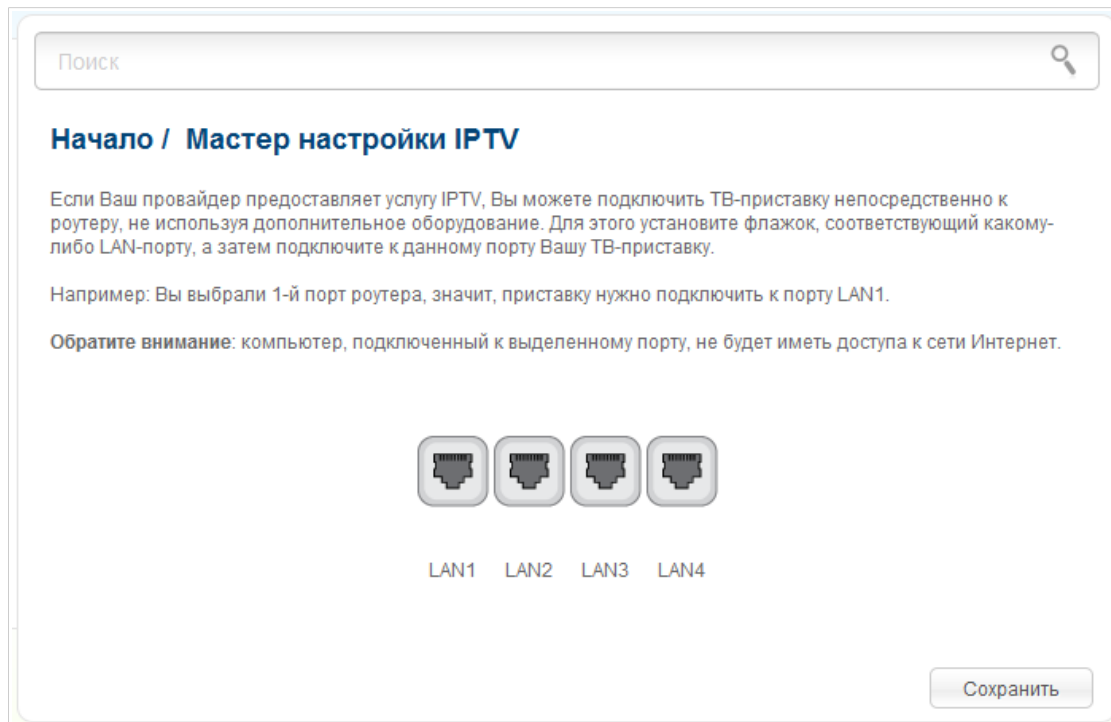 Поиск
Начало / Мастер настройки IPTV
Если Ваш провайдер предоставляет услугу IPTV, Вы можете подключить ТВ-приставку непосредственно к
роутеру, не используя дополнительное оборудование. Для этого установите флажок, соответствующий какому-
либо LAN-порту, а затем подключите к данному порту Вашу ТВ-приставку.
Например: Вы выбрали 1-й порт роутера, значит, приставку нужно подключить к порту LAN1.
Обратите внимание: компьютер, подключенный к выделенному порту, не будет иметь доступа к сети Интернет.
LAN1 LAN2 LAN3 LAN4
Сохранить